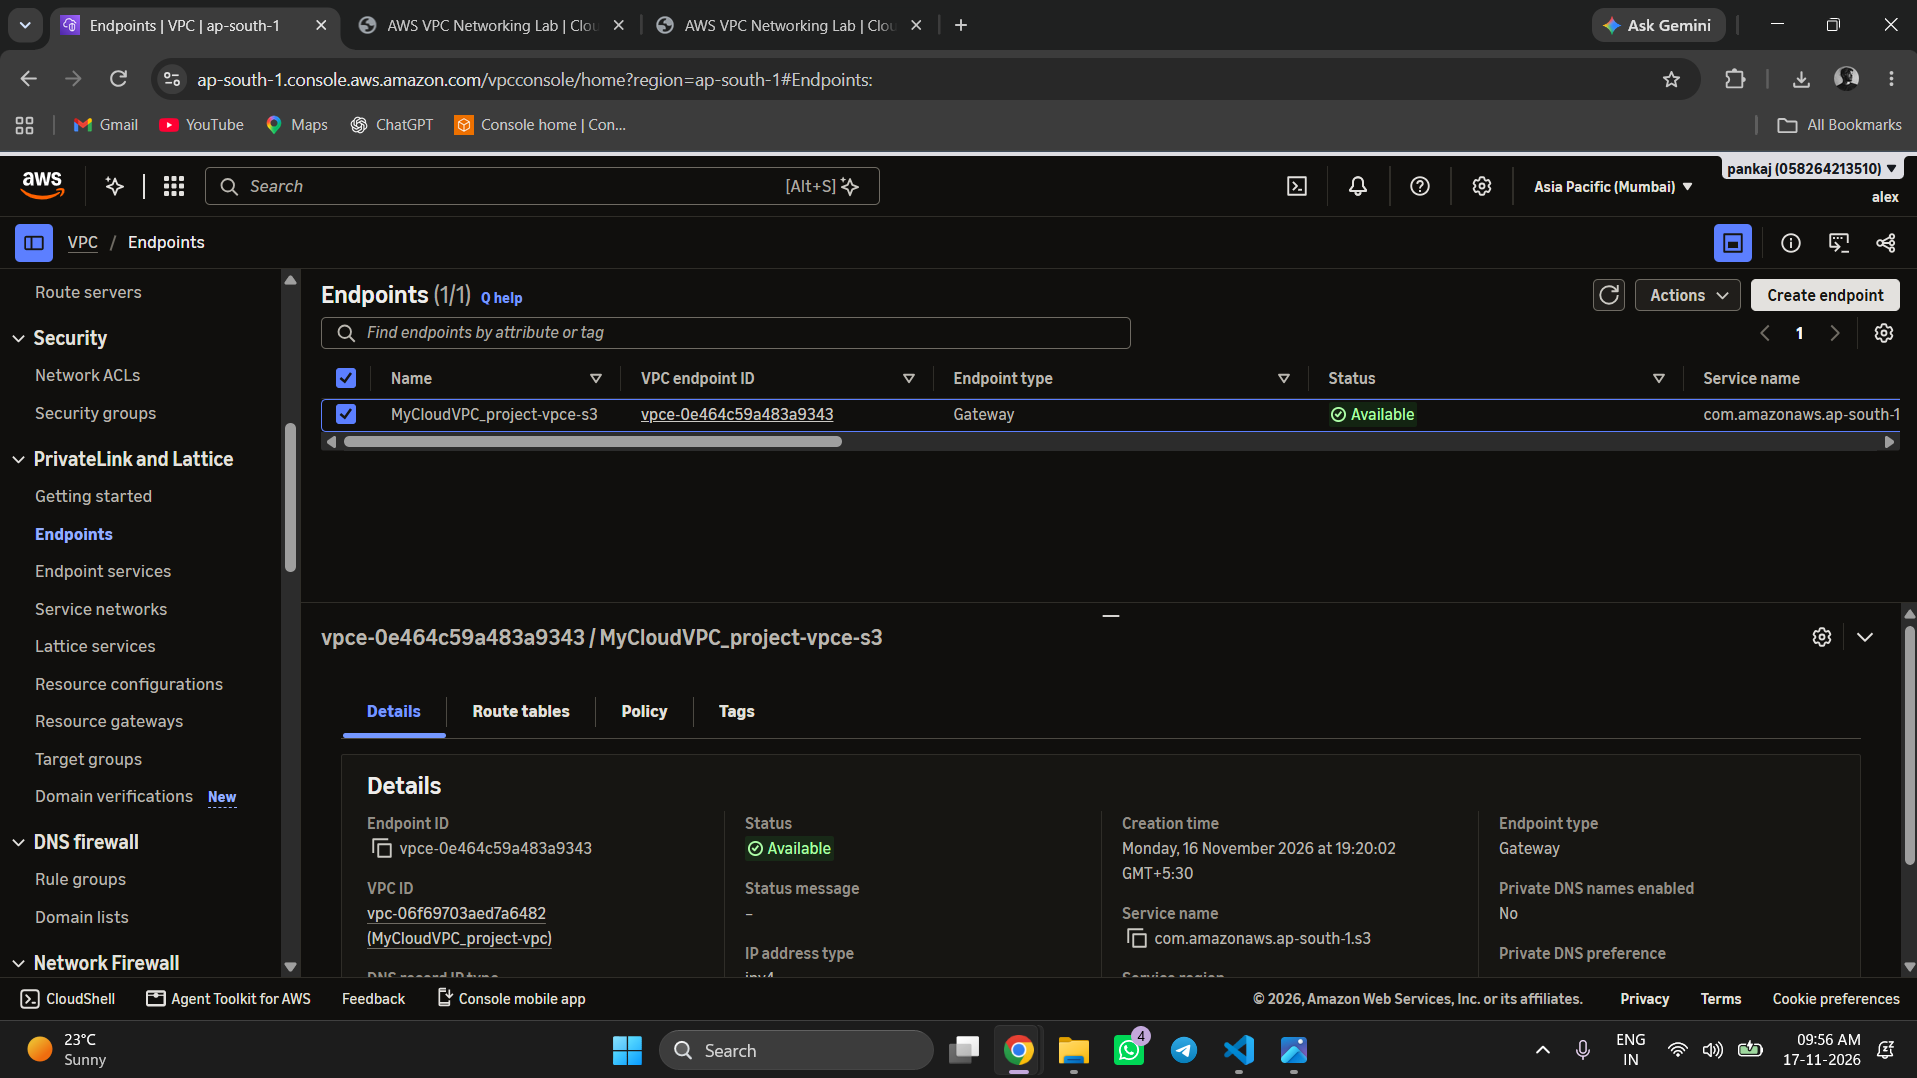 Endpoints | VPC | ap-south-1
AWS VPC Networking Lab | Clou
AWS VPC Networking Lab | Clou
Ask Gemini
ap-south-1.console.aws.amazon.com/vpcconsole/home?region=ap-south-1#Endpoints:
Gmail
YouTube
Maps
ChatGPT
Console home | Con...
All Bookmarks
aws
Search
[Alt+S]
Asia Pacific (Mumbai)
pankaj (058264213510)
alex
VPC / Endpoints
Route servers
Security
Network ACLs
Security groups
PrivateLink and Lattice
Getting started
Endpoints
Endpoint services
Service networks
Lattice services
Resource configurations
Resource gateways
Target groups
Domain verifications New
DNS firewall
Rule groups
Domain lists
Network Firewall
Endpoints (1/1) Q help
Actions
Create endpoint
Find endpoints by attribute or tag
1
Name
VPC endpoint ID
Endpoint type
Status
Service name
MyCloudVPC_project-vpce-s3
vpce-0e464c59a483a9343
Gateway
Available
com.amazonaws.ap-south-1
vpce-0e464c59a483a9343 / MyCloudVPC_project-vpce-s3
Details
Route tables
Policy
Tags
Details
Endpoint ID
vpce-0e464c59a483a9343
VPC ID
vpc-06f69703aed7a6482
(MyCloudVPC_project-vpc)
DNS record IP type
Status
Available
Status message
–
IP address type
ipv4
Creation time
Monday, 16 November 2026 at 19:20:02
GMT+5:30
Service name
com.amazonaws.ap-south-1.s3
Service region
Endpoint type
Gateway
Private DNS names enabled
No
Private DNS preference
CloudShell
Agent Toolkit for AWS
Feedback
Console mobile app
© 2026, Amazon Web Services, Inc. or its affiliates.
Privacy
Terms
Cookie preferences
23°C
Sunny
Search
4
ENG
IN
09:56 AM
17-11-2026